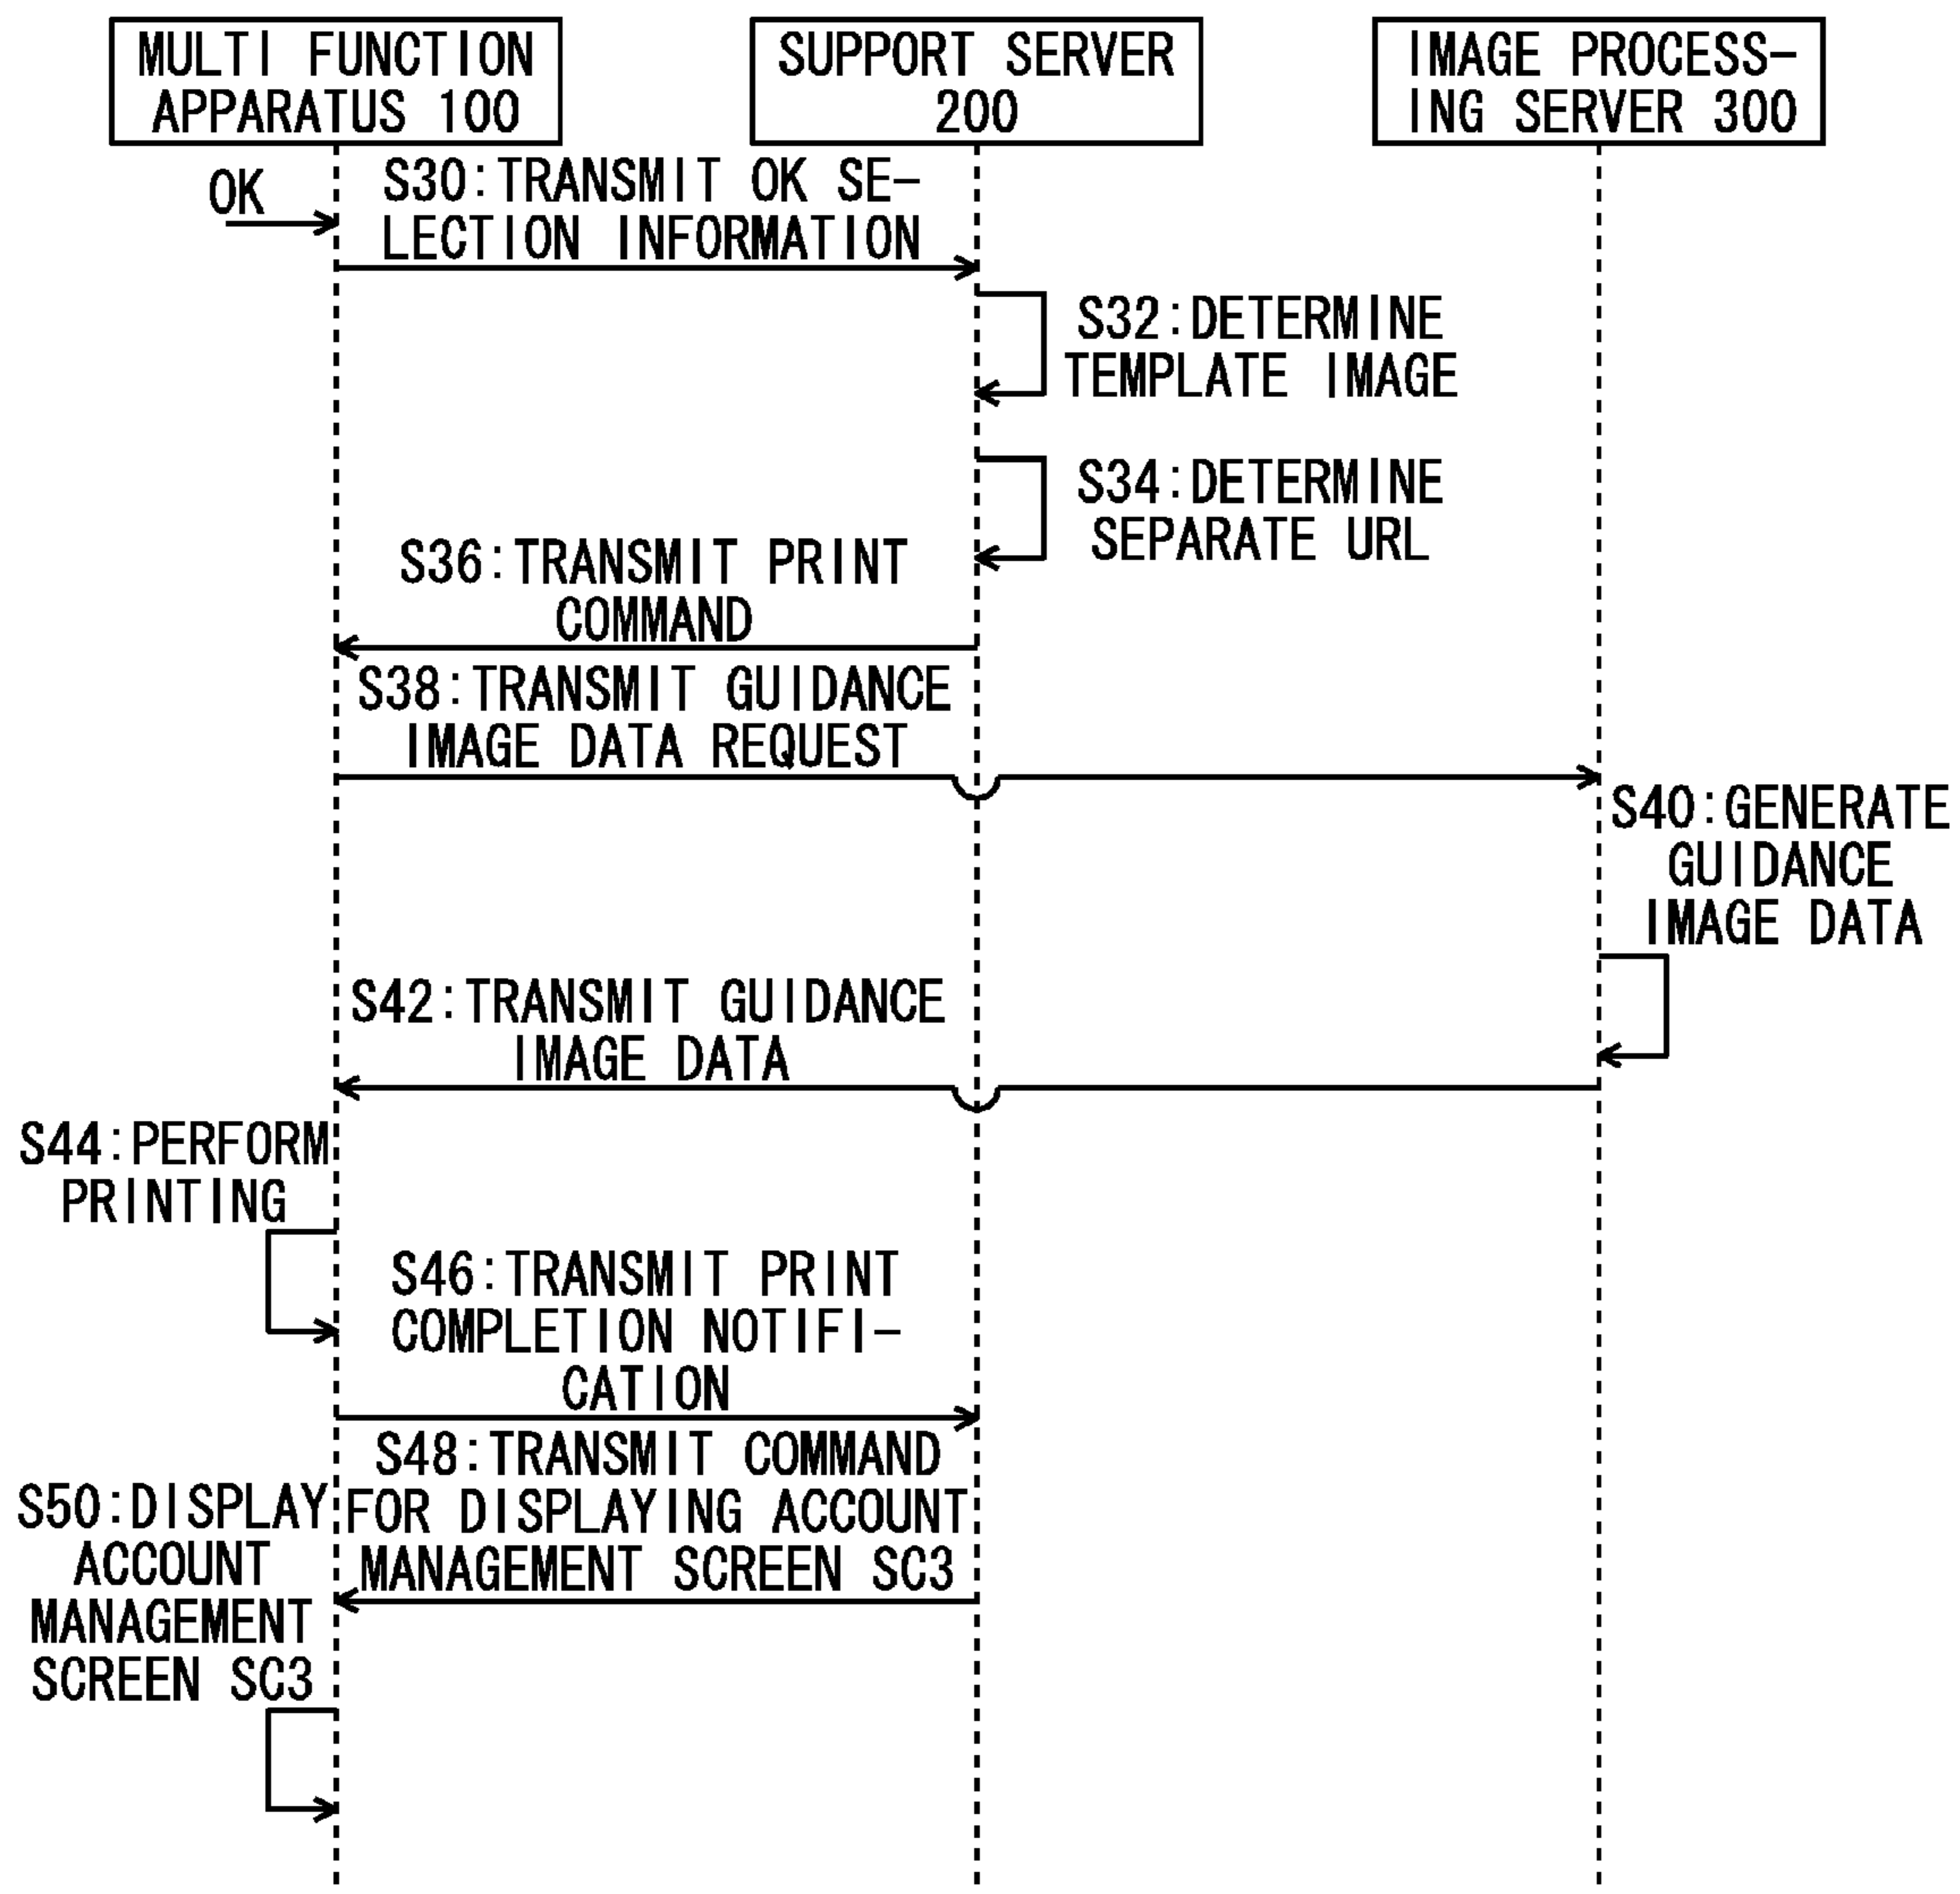 MULTI FUNCTION
APPARATUS 100
SUPPORT SERVER
200
IMAGE PROCESS-
ING SERVER 300
OK
S30:TRANSMIT OK SE-
LECTION INFORMATION
S32:DETERMINE
TEMPLATE IMAGE
S34:DETERMINE
SEPARATE URL
S36:TRANSMIT PRINT
COMMAND
S38:TRANSMIT GUIDANCE
IMAGE DATA REQUEST
S40:GENERATE
GUIDANCE
IMAGE DATA
S42:TRANSMIT GUIDANCE
IMAGE DATA
S44:PERFORM
PRINTING
S46:TRANSMIT PRINT
COMPLETION NOTIFI-
CATION
S48:TRANSMIT COMMAND
FOR DISPLAYING ACCOUNT
MANAGEMENT SCREEN SC3
S50:DISPLAY
ACCOUNT
MANAGEMENT
SCREEN SC3